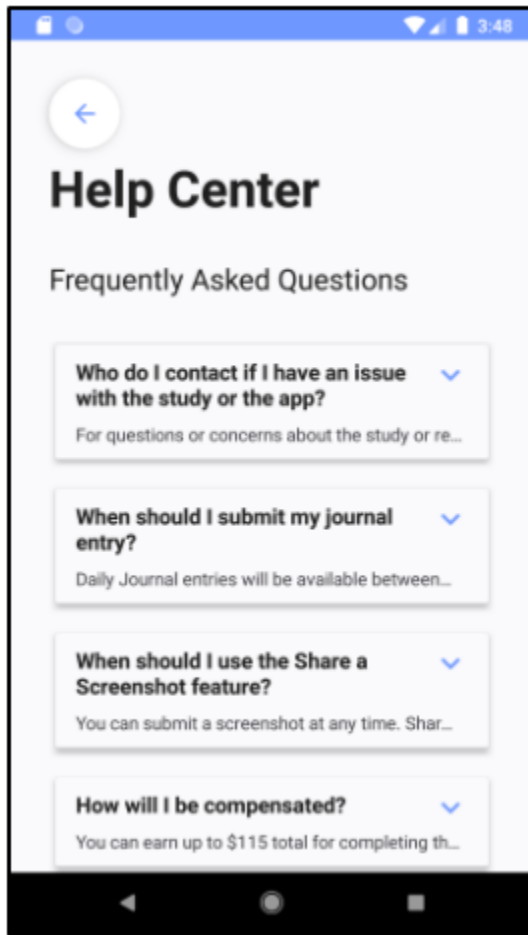 3:48
Help Center
Frequently Asked Questions
Who do I contact if I have an issue
with the study or the app?
For questions or concerns about the study or re...
When should I submit my journal
entry?
Daily Journal entries will be available between...
When should I use the Share a
Screenshot feature?
You can submit a screenshot at any time. Shar...
How will I be compensated?
You can earn up to $115 total for completing th...